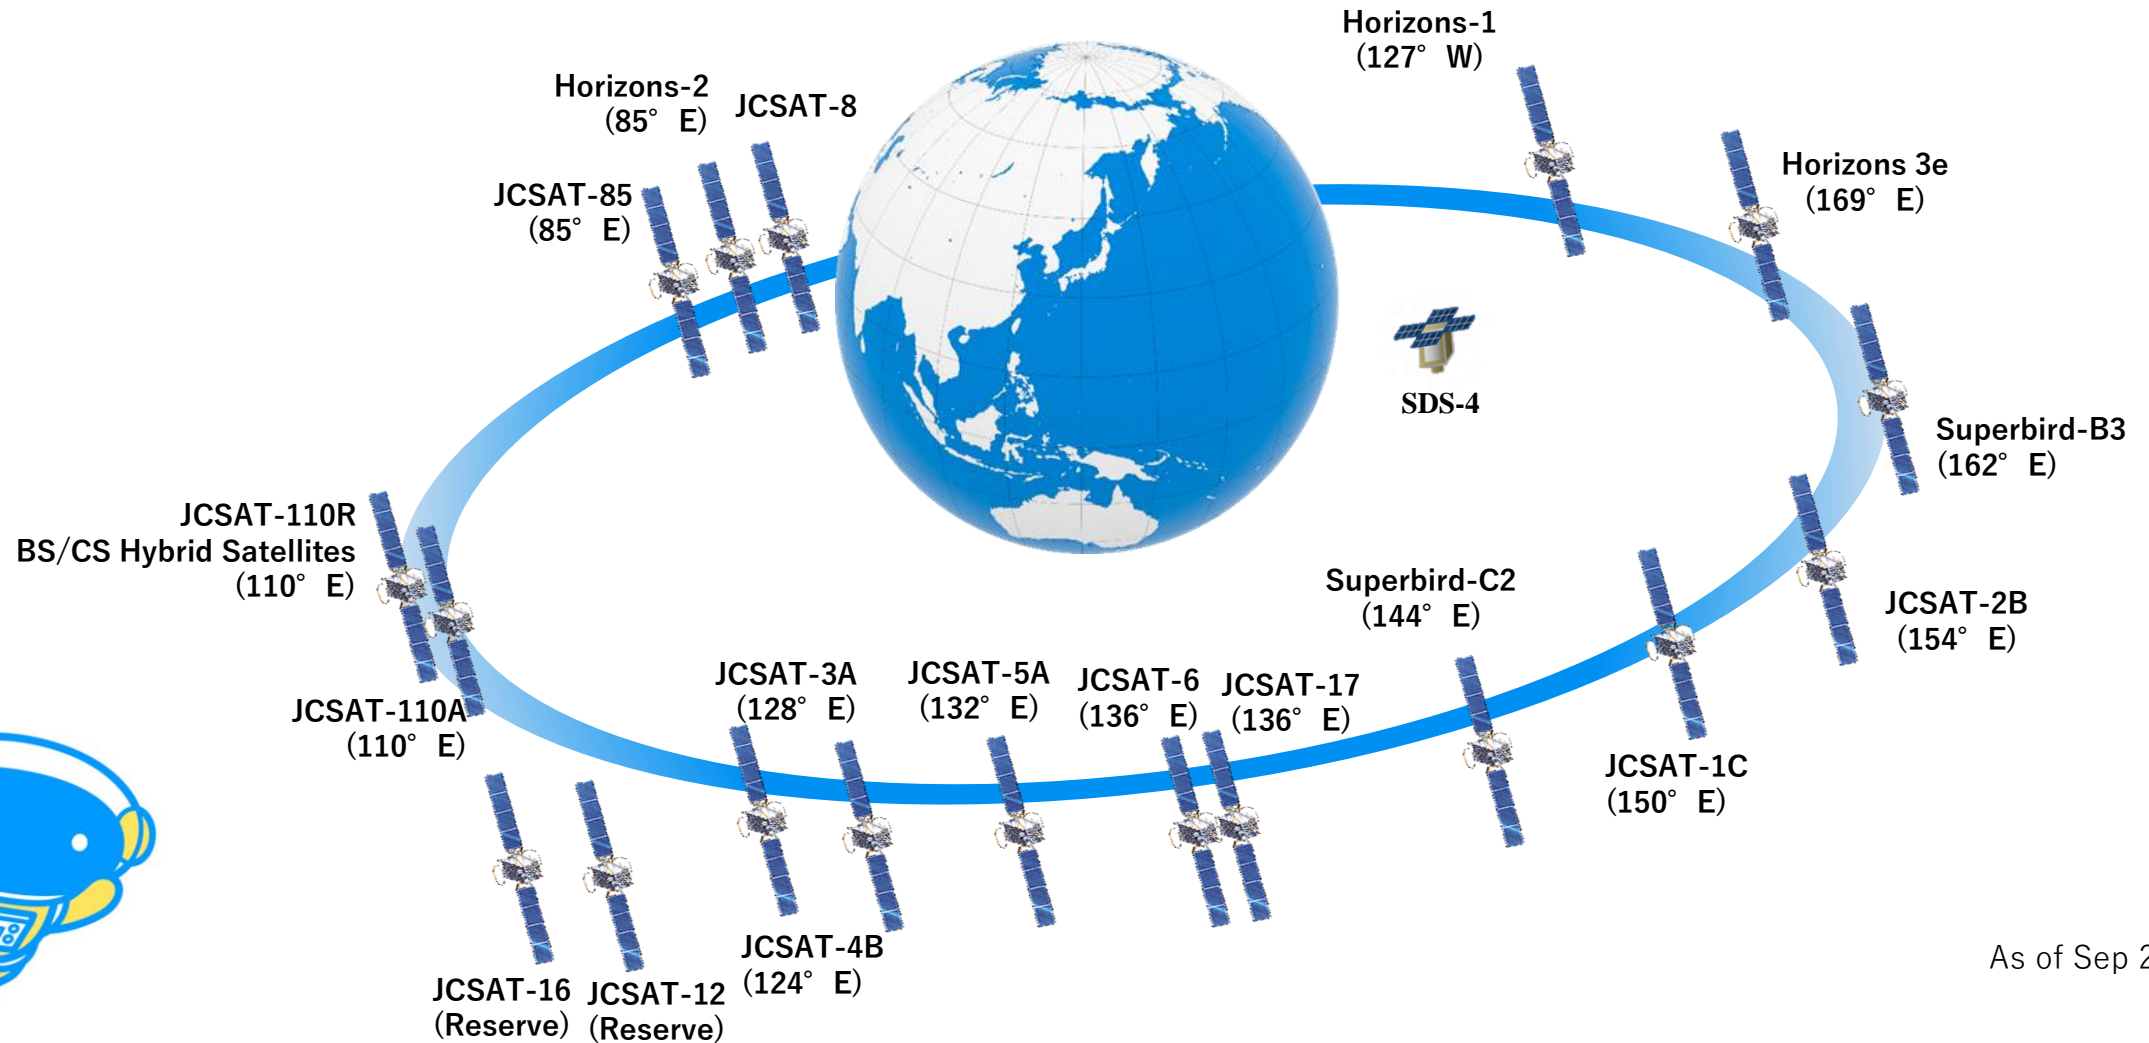 Horizons-1
(127° W)
Horizons-2
(85° E)
JCSAT-8
Horizons 3e
(169° E)
JCSAT-85
(85° E)
SDS-4
Superbird-B3
(162° E)
JCSAT-110R
BS/CS Hybrid Satellites
(110° E)
Superbird-C2
(144° E)
JCSAT-2B
(154° E)
JCSAT-3A
(128° E)
JCSAT-5A
(132° E)
JCSAT-6
(136° E)
JCSAT-17
(136° E)
JCSAT-110A
(110° E)
JCSAT-1C
(150° E)
JCSAT-4B
(124° E)
As of Sep 2
JCSAT-16
(Reserve)
JCSAT-12
(Reserve)